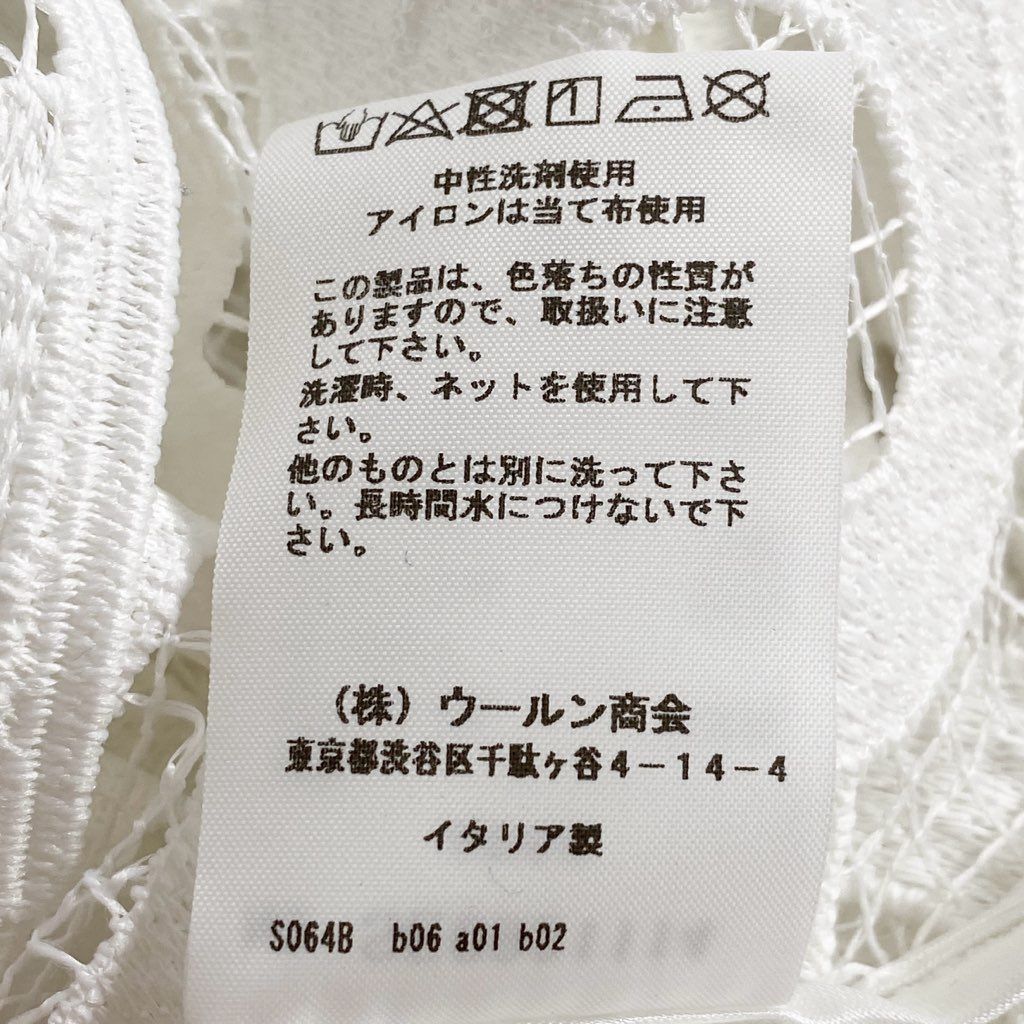 中性洗剤使用
アイロンは当て布使用
この製品は、色落ちの性質が
ありますので、取扱いに注意
して下さい。
洗濯時、ネットを使用して下
さい。
他のものとは別に洗って下さ
い。長時間水につけないで下
さい。
(株)ウールン商会
東京都渋谷区千駄ヶ谷4-14-4
イタリア製
S064B b06 a01 b02